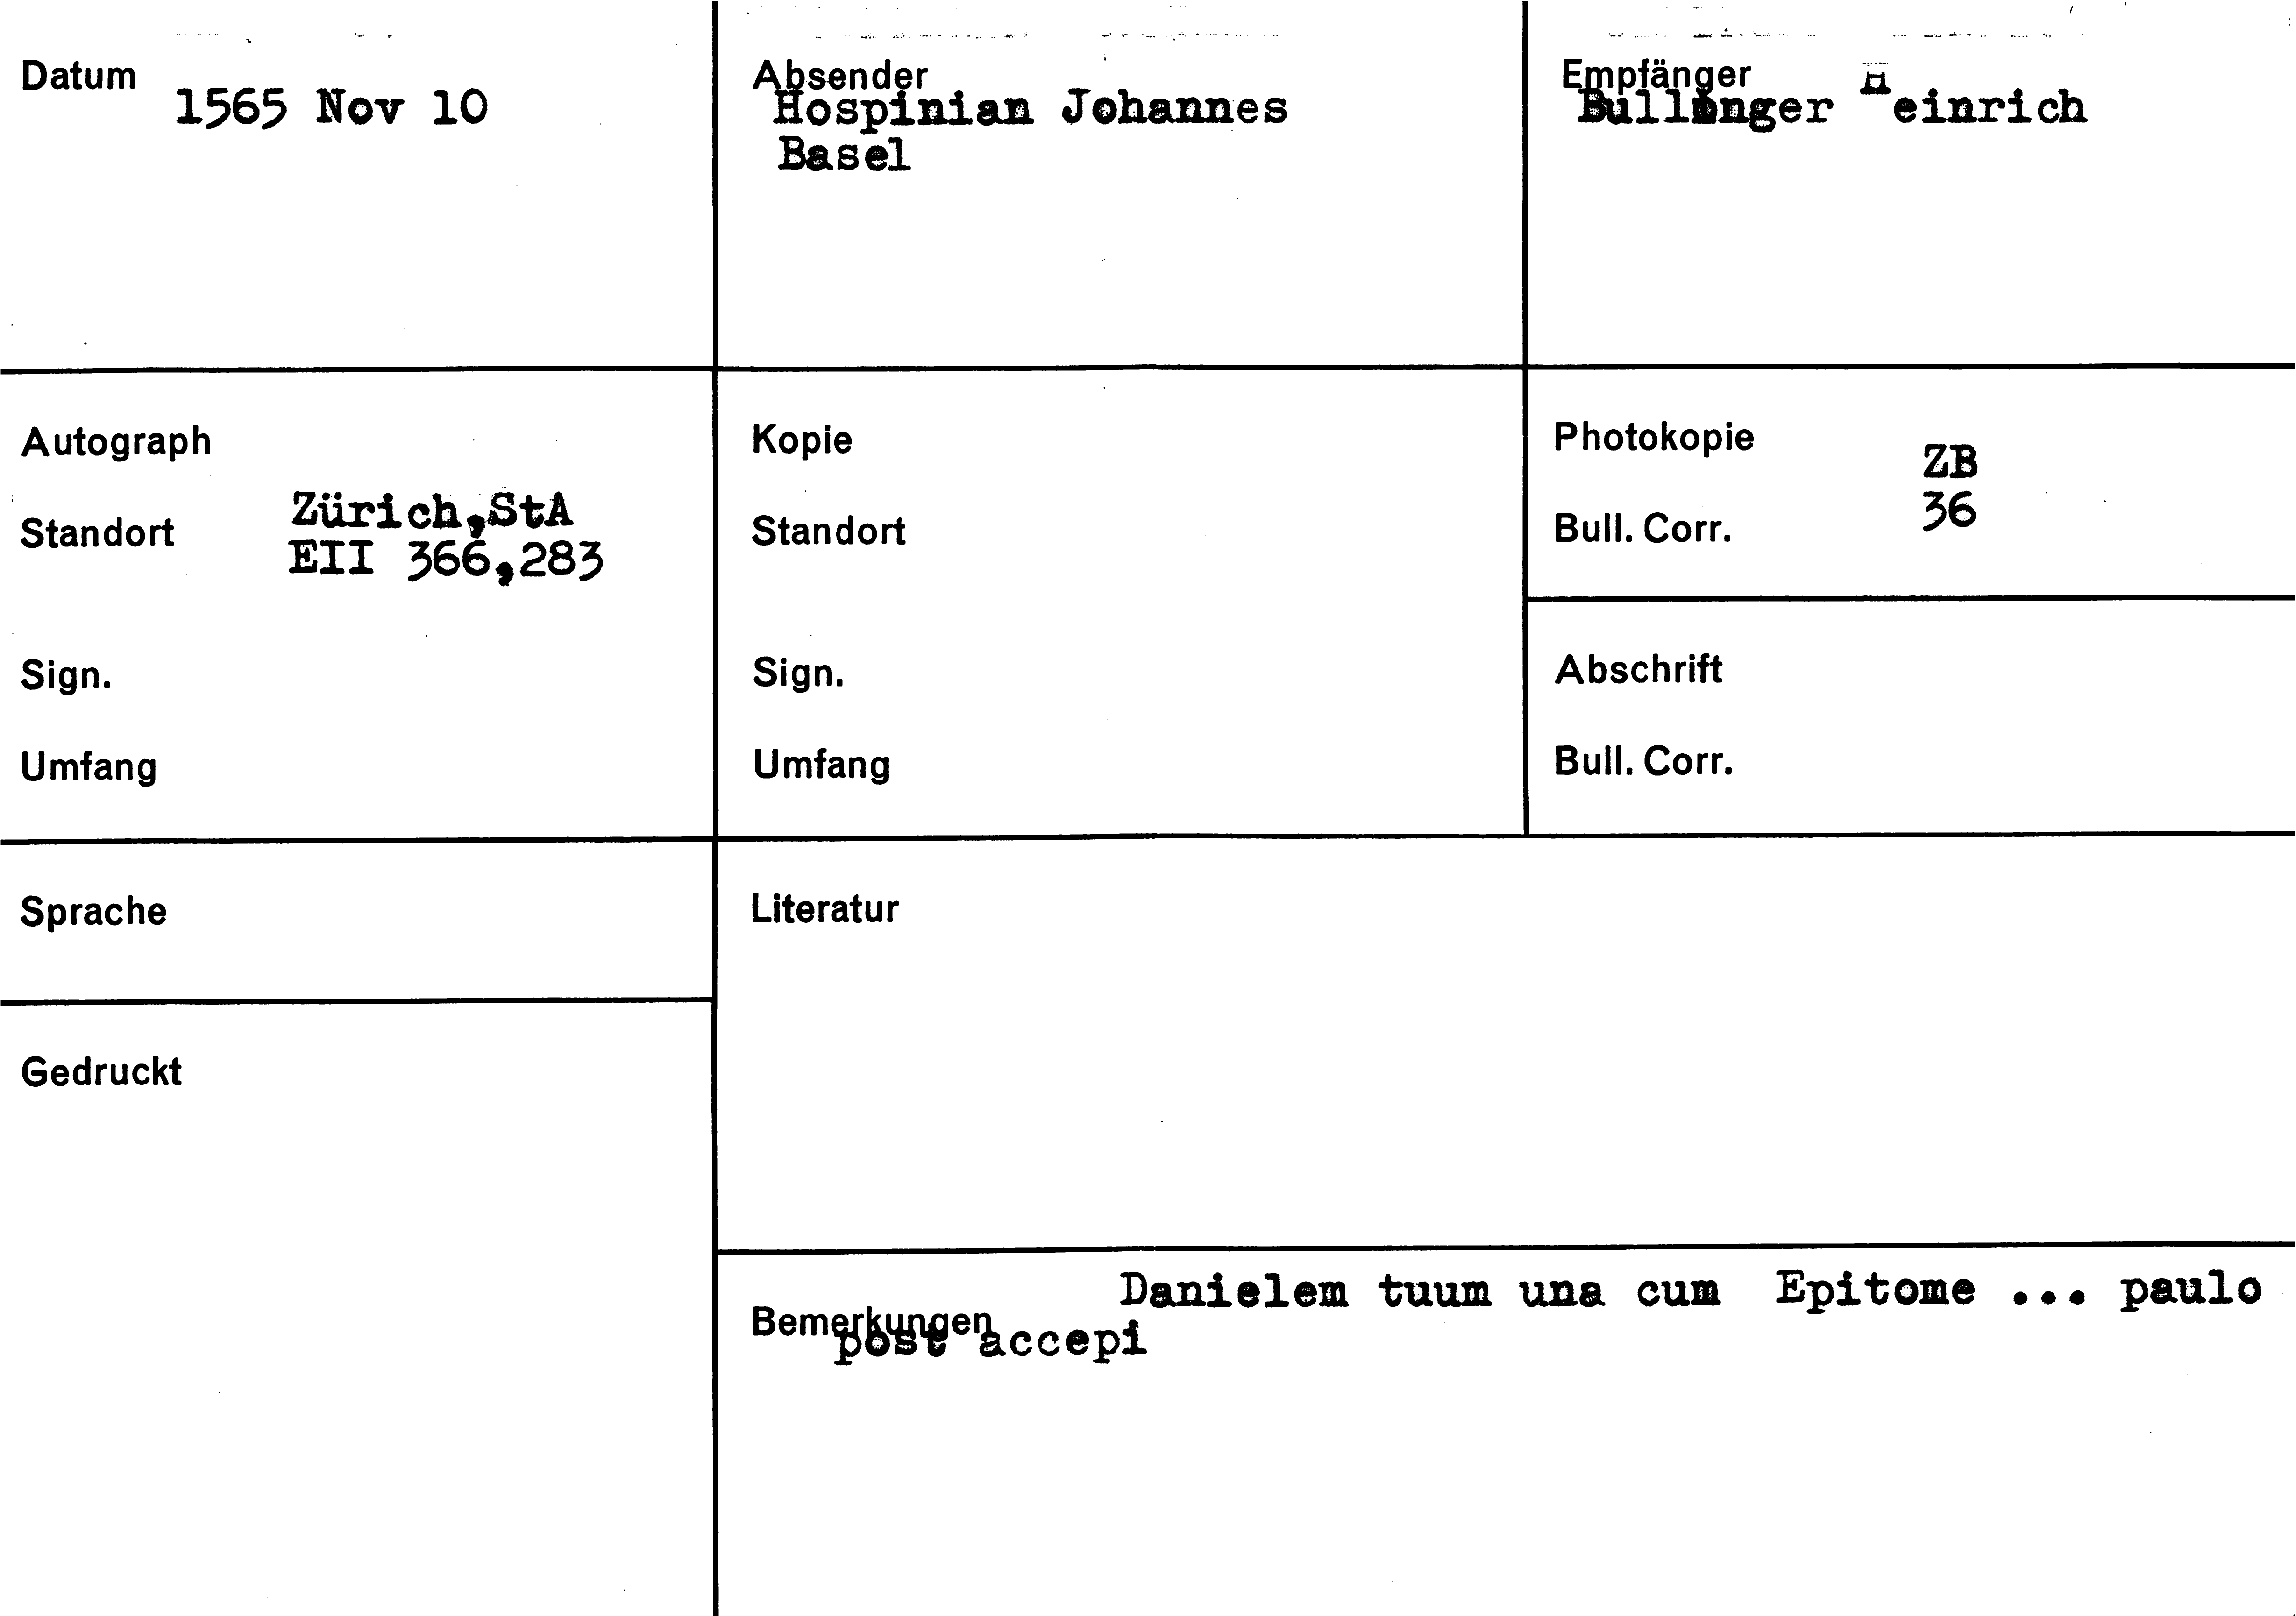 Datum
1565 Nov 10
Absender
Hospinian Johannes
Basel
Empfänger
Bullinger Heinrich
Autograph
Standort
Zürich,StA
EII 366,283
Sign.
Umfang
Kopie
Standort
Sign.
Umfang
Photokopie
ZB
Bull. Corr.
36
Abschrift
Bull. Corr.
Sprache
Literatur
Gedruckt
Bemerkungen
Danielem tuum una cum Epitome ... paulo
post accepi